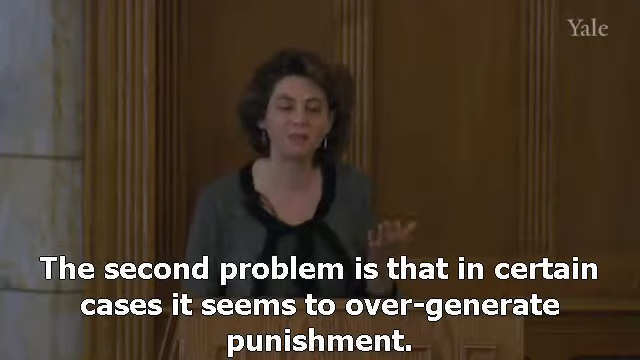 Yale
The second problem is that in certain
cases it seems to over-generate
punishment.